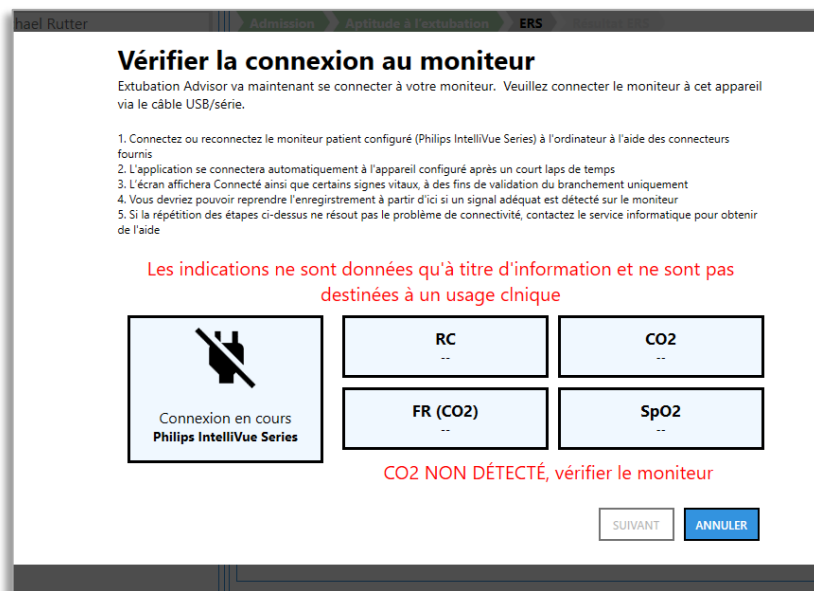 hael Rutter
Admission
Aptitude à l'extubation
ERS
Résumé ERS
Vérifier la connexion au moniteur
Extubation Advisor va maintenant se connecter à votre moniteur. Veuillez connecter le moniteur à cet appareil
via le câble USB/série.
1. Connectez ou reconnectez le moniteur patient configuré (Philips IntelliVue Series) à l'ordinateur à l'aide des connecteurs
fournis
2. L'application se connectera automatiquement à l'appareil configuré après un court laps de temps
3. L'écran affichera Connecté ainsi que certains signes vitaux, à des fins de validation du branchement uniquement
4. Vous devriez pouvoir reprendre l'enregirstrement à partir d'ici si un signal adéquat est détecté sur le moniteur
5. Si la répétition des étapes ci-dessus ne résout pas le problème de connectivité, contactez le service informatique pour obtenir
de l'aide
Les indications ne sont données qu'à titre d'information et ne sont pas
destinées à un usage clnique
Connexion en cours
Philips IntelliVue Series
RC
--
CO2
--
FR (CO2)
--
SpO2
--
CO2 NON DÉTECTÉ, vérifier le moniteur
SUIVANT
ANNULER